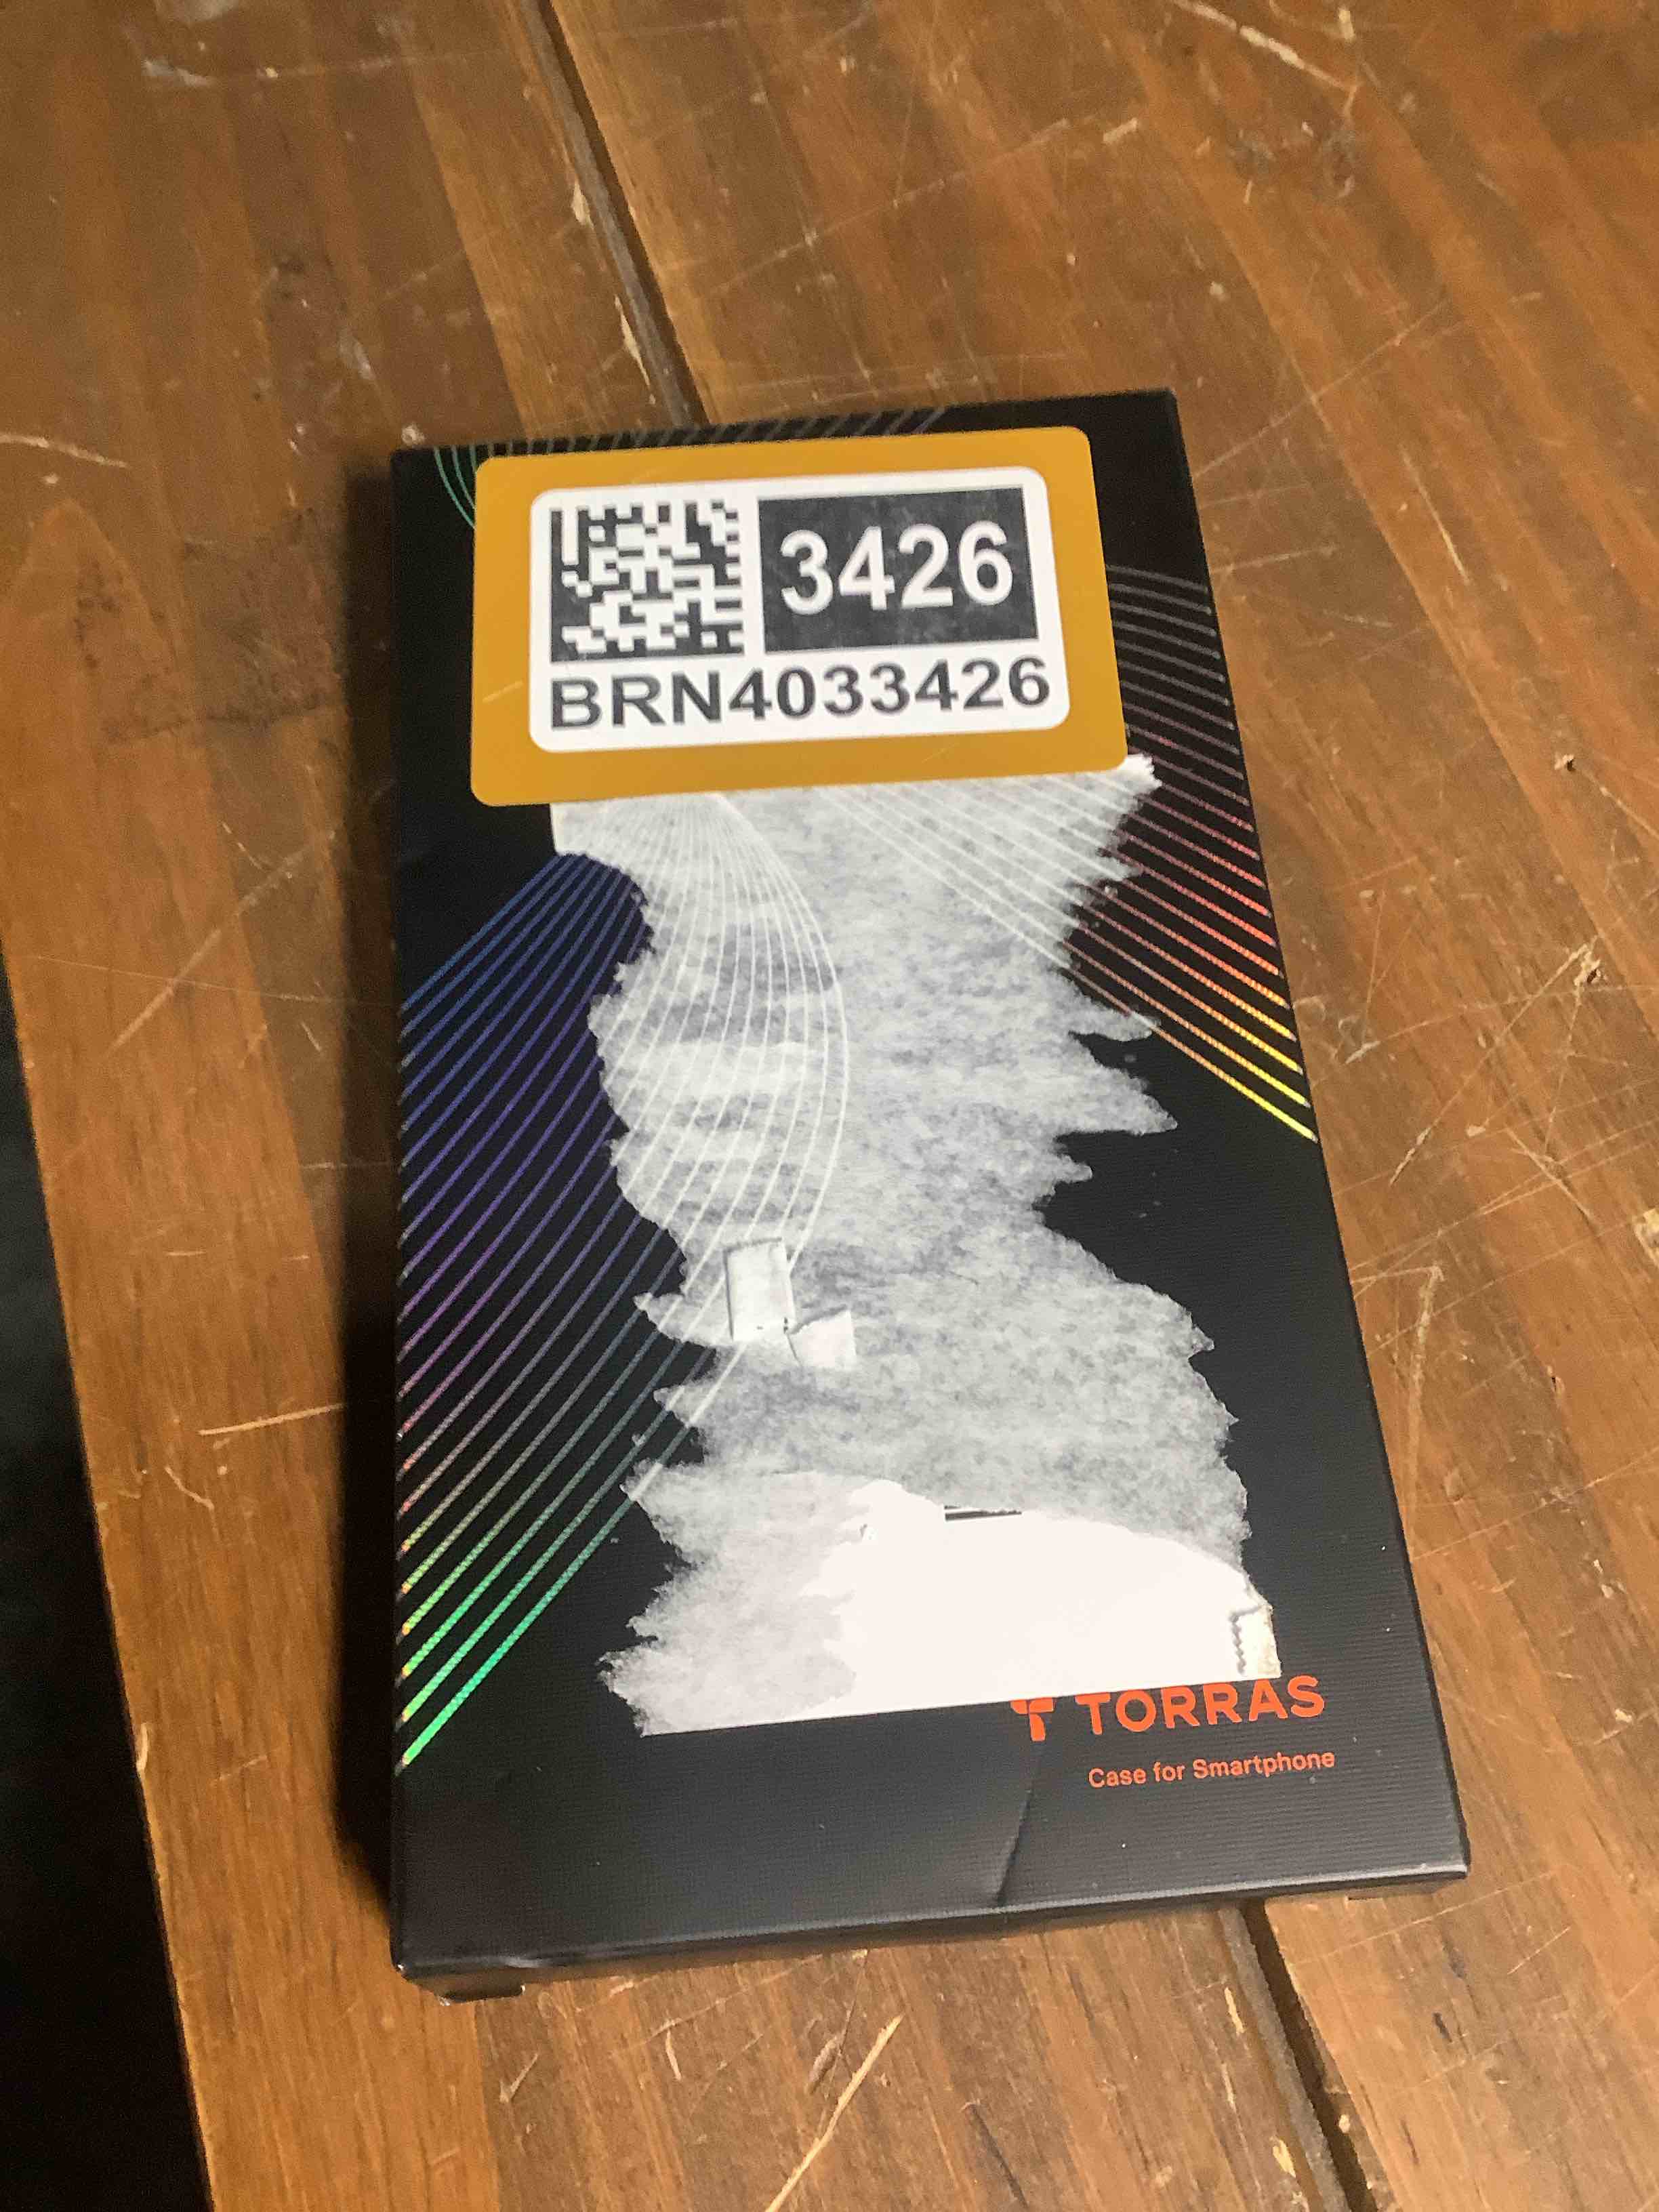 3426
BRN4033426
TORRAS
Case for Smartphone